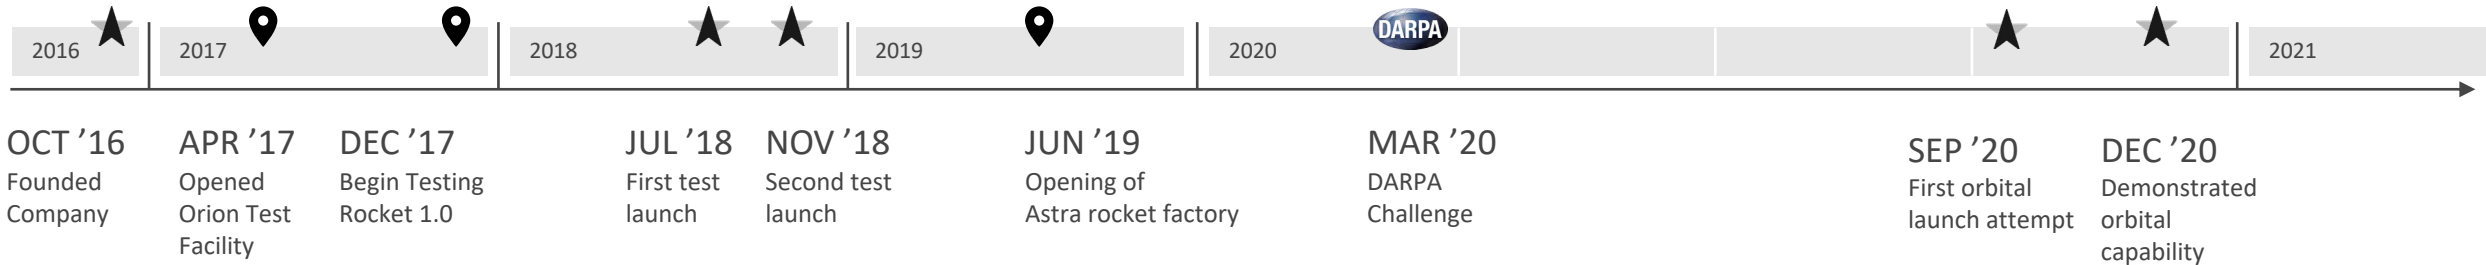 2016
2017
2018
2019
2020
DARPA
2021
OCT ’16
Founded
Company
APR ’17
Opened
Orion Test
Facility
DEC ’17
Begin Testing
Rocket 1.0
JUL ’18
First test
launch
NOV ’18
Second test
launch
JUN ’19
Opening of
Astra rocket factory
MAR ’20
DARPA
Challenge
SEP ’20
First orbital
launch attempt
DEC ’20
Demonstrated
orbital
capability